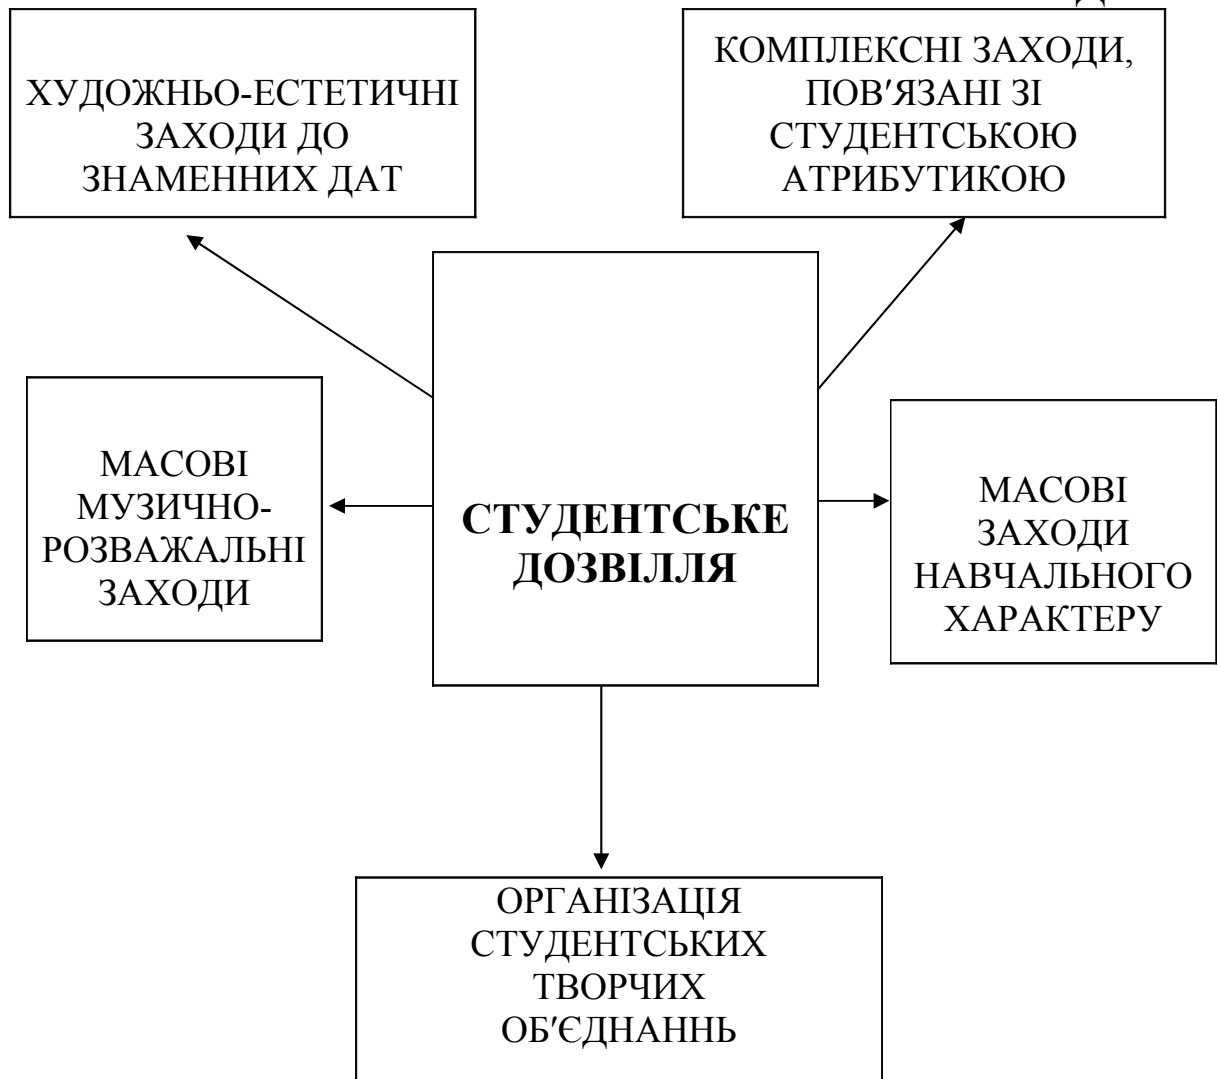 ХУДОЖНЬО-ЕСТЕТИЧНІ
ЗАХОДИ ДО
ЗНАМЕННИХ ДАТ
КОМПЛЕКСНІ ЗАХОДИ,
ПОВ'ЯЗАНІ ЗІ
СТУДЕНТСЬКОЮ
АТРИБУТИКОЮ
МАСОВІ
МУЗИЧНО-
РОЗВАЖАЛЬНІ
ЗАХОДИ
СТУДЕНТСЬКЕ
ДОЗВІЛЛЯ
МАСОВІ
ЗАХОДИ
НАВЧАЛЬНОГО
ХАРАКТЕРУ
ОРГАНІЗАЦІЯ
СТУДЕНТСЬКИХ
ТВОРЧИХ
ОБ'ЄДНАННЬ